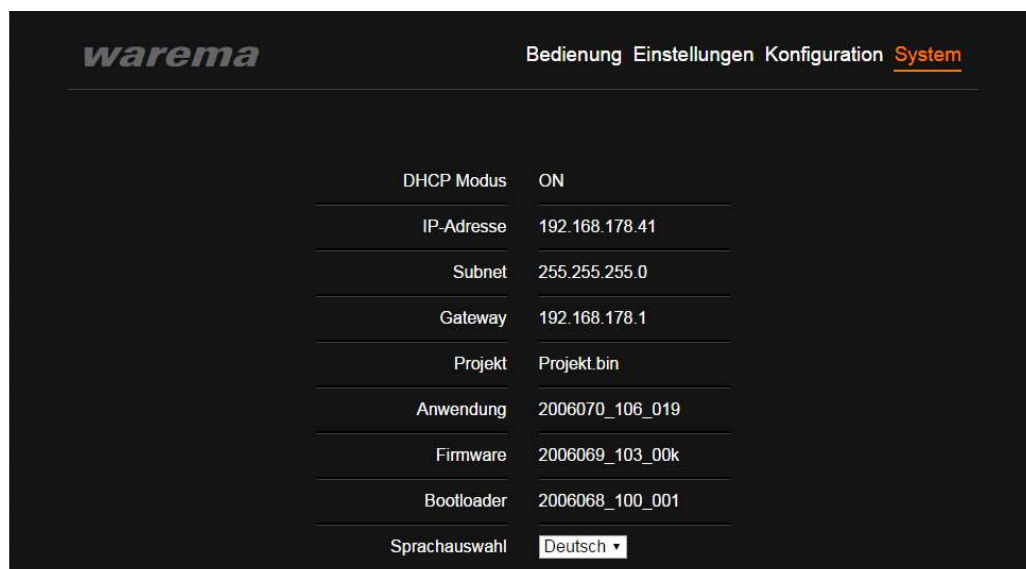 warema
Bedienung Einstellungen Konfiguration System
DHCP Modus ON
IP-Adresse 192.168.178.41
Subnet 255.255.255.0
Gateway 192.168.178.1
Projekt Projekt.bin
Anwendung 2006070_106_019
Firmware 2006069_103_00k
Bootloader 2006068_100_001
Sprachauswahl Deutsch